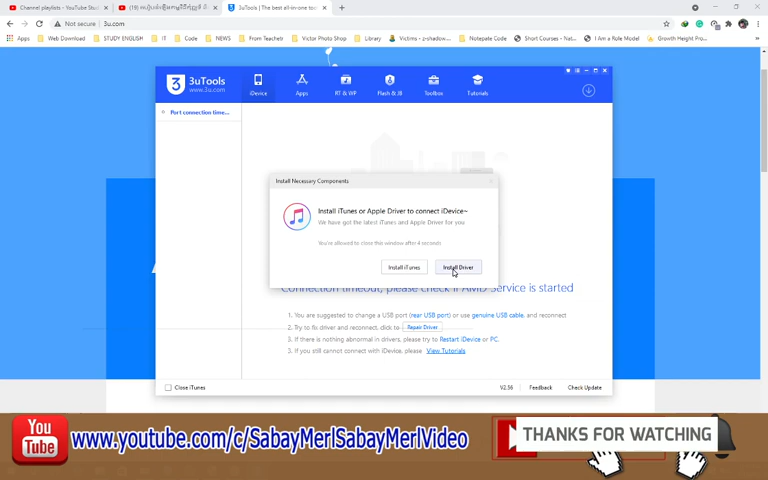 Channel playlists - YouTube
3uTools | The best all-in-one too
Not secure | 3u.com
Apps Web Download STUDY ENGLISH IT Code NEWS From Teachets Victor Photo Shop Library Victims - z-shadow... Notepate Code Short Courses - Nat... I Am a Role Model Growth Height Pro...
3uTools
www.3u.com
iDevice Apps RT & WP Flash & JB Toolbox Tutorials
Port connection time...
Install Necessary Components
Install iTunes or Apple Driver to connect iDevice~
We have got the latest iTunes and Apple Driver for you
You're allowed to close this window after 4 seconds
Install iTunes Install Driver
Connection timeout, please check if AMD Service is started
1. You are suggested to change a USB port (rear USB port) or use genuine USB cable, and reconnect
2. Try to fix driver and reconnect, click to Repair Driver
3. If there is nothing abnormal in drivers, please try to Restart iDevice or PC.
3. If you still cannot connect with iDevice, please View Tutorials
Close iTunes V2.56 Feedback Check Update
You
Tube
www.youtube.com/c/SabayMerlSabayMerlVideo
THANKS FOR WATCHING